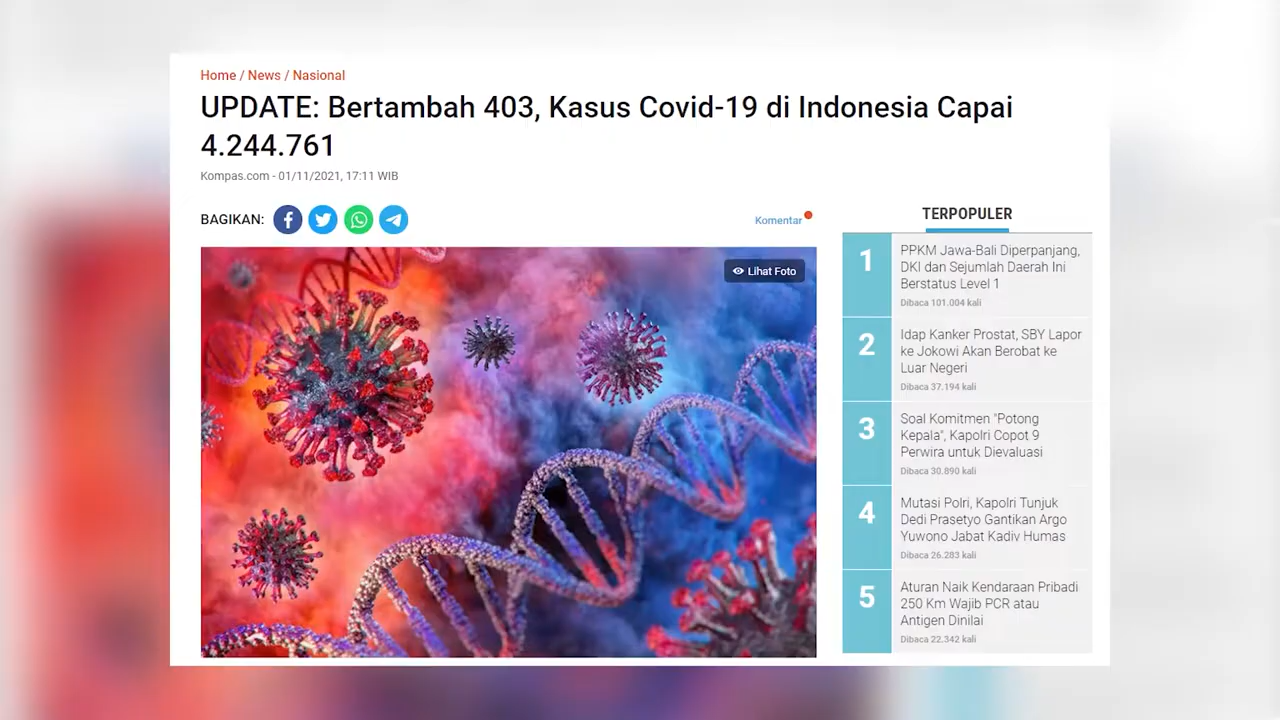 Home / News / Nasional
UPDATE: Bertambah 403, Kasus Covid-19 di Indonesia Capai
4.244.761
Kompas.com - 01/11/2021, 17:11 WIB
BAGIKAN:
Komentar
Lihat Foto
TERPOPULER
1
PPKM Jawa-Bali Diperpanjang,
DKI dan Sejumlah Daerah Ini
Berstatus Level 1
Dibaca 101.004 kali
2
Idap Kanker Prostat, SBY Lapor
ke Jokowi Akan Berobat ke
Luar Negeri
Dibaca 37.194 kali
3
Soal Komitmen "Potong
Kepala", Kapolri Copot 9
Perwira untuk Dievaluasi
Dibaca 30.890 kali
4
Mutasi Polri, Kapolri Tunjuk
Dedi Prasetyo Gantikan Argo
Yuwono Jabat Kadiv Humas
Dibaca 26.283 kali
5
Aturan Naik Kendaraan Pribadi
250 Km Wajib PCR atau
Antigen Dinilai
Dibaca 22.342 kali